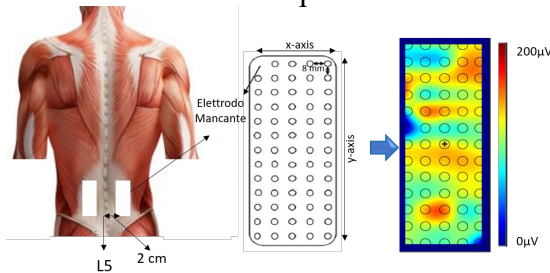 x-axis
8 mm
Elettrodo
Mancante
y-axis
L5
2 cm
200µV
0µV